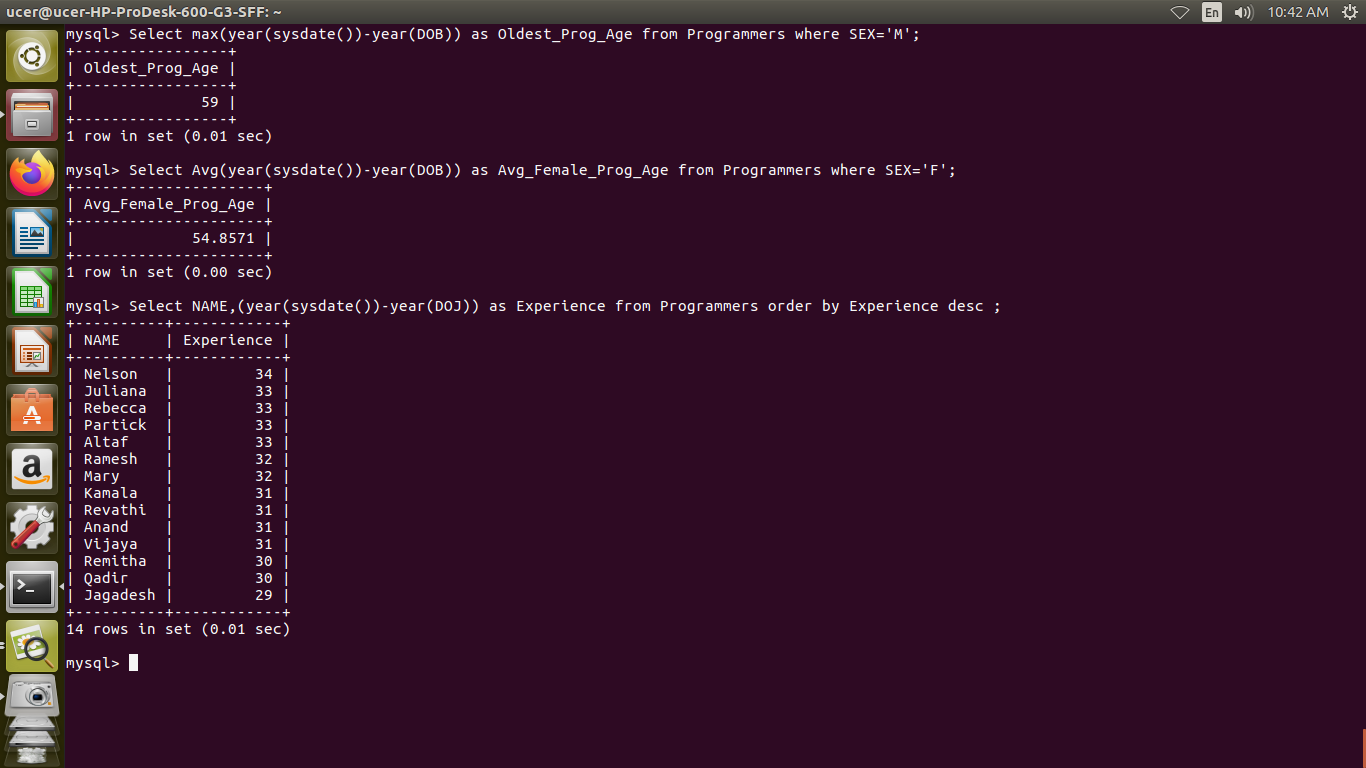 ucer@ucer-HP-ProDesk-600-G3-SFF: ~ En 10:42 AM
mysql> Select max(year(sysdate())-year(DOB)) as Oldest_Prog_Age from Programmers where SEX='M';
+-----------------+
| Oldest_Prog_Age |
+-----------------+
|              59 |
+-----------------+
1 row in set (0.01 sec)
mysql> Select Avg(year(sysdate())-year(DOB)) as Avg_Female_Prog_Age from Programmers where SEX='F';
+---------------------+
| Avg_Female_Prog_Age |
+---------------------+
|             54.8571 |
+---------------------+
1 row in set (0.00 sec)
mysql> Select NAME,(year(sysdate())-year(DOJ)) as Experience from Programmers order by Experience desc ;
+----------+------------+
| NAME     | Experience |
+----------+------------+
| Nelson   |         34 |
| Juliana  |         33 |
| Rebecca  |         33 |
| Partick  |         33 |
| Altaf    |         33 |
| Ramesh   |         32 |
| Mary     |         32 |
| Kamala   |         31 |
| Revathi  |         31 |
| Anand    |         31 |
| Vijaya   |         31 |
| Remitha  |         30 |
| Qadir    |         30 |
| Jagadesh |         29 |
+----------+------------+
14 rows in set (0.01 sec)
mysql>